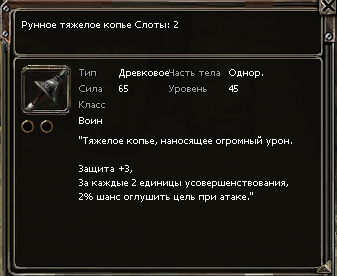 Рунное тяжелое копье Слоты: 2
Тип Древковое Часть тела Однор.
Сила 65 Уровень 45
Класс
Воин
"Тяжелое копье, наносящее огромный урон.
Защита +3,
За каждые 2 единицы усовершенствования,
2% шанс оглушить цель при атаке."